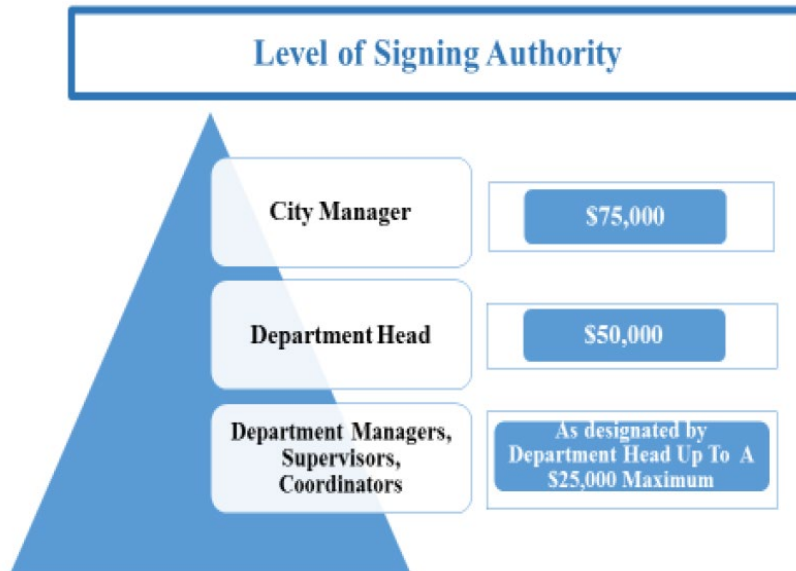 Level of Signing Authority
City Manager
$75,000
Department Head
$50,000
Department Managers,
Supervisors,
Coordinators
As designated by
Department Head Up To A
$25,000 Maximum